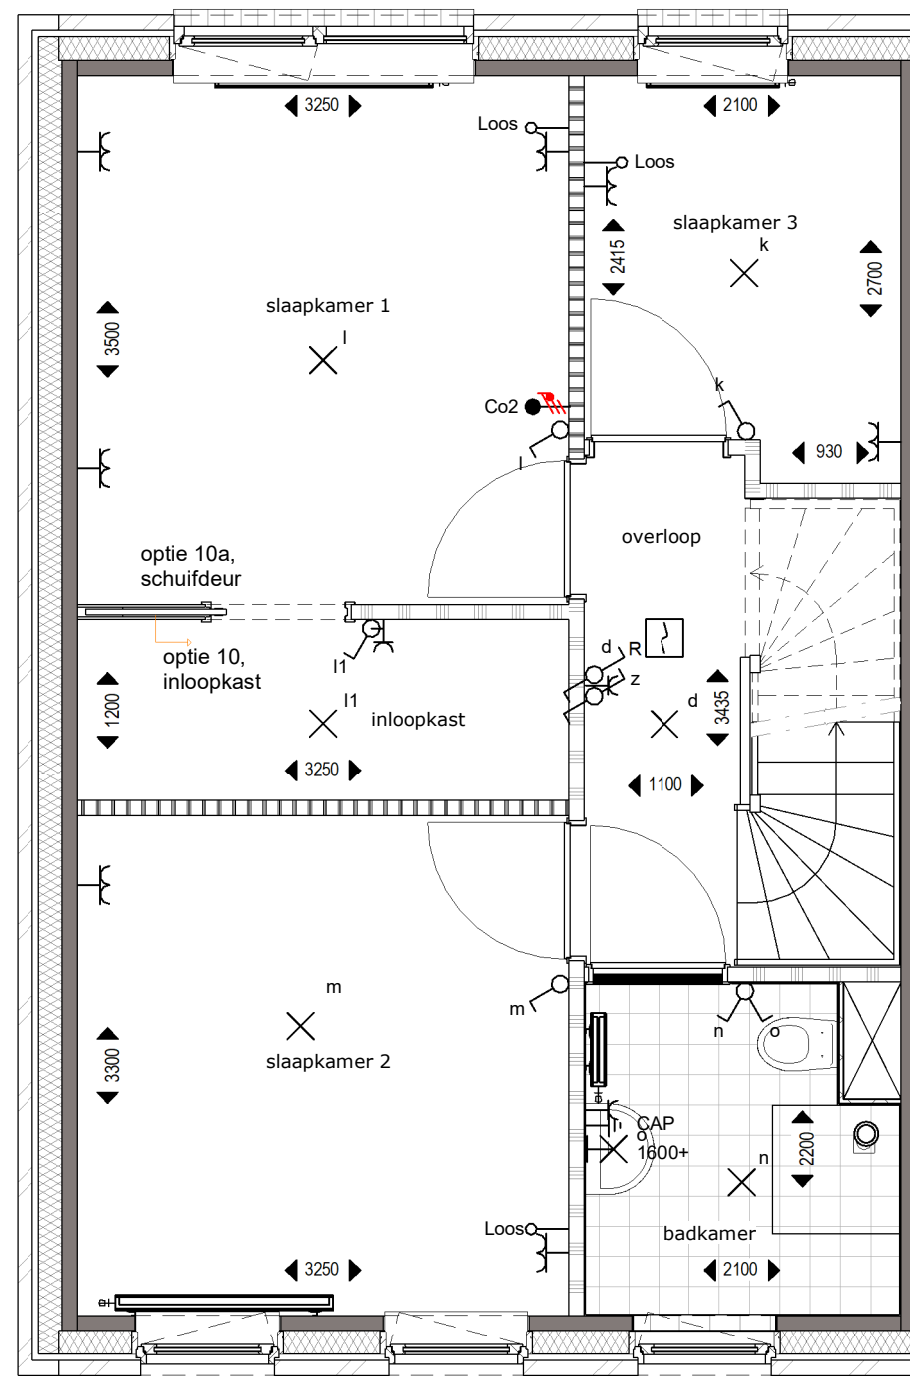 3250
2100
Loos
Loos
slaapkamer 3
k
2415
2700
slaapkamer 1
l
3500
k
Co2
l
930
overloop
optie 10a,
schuifdeur
d
R
optie 10,
inloopkast
l1
z
l1
d
1200
inloopkast
3435
3250
1100
m
m
n
o
slaapkamer 2
3300
CAP
o
1600+
2200
n
Loos
badkamer
3250
2100